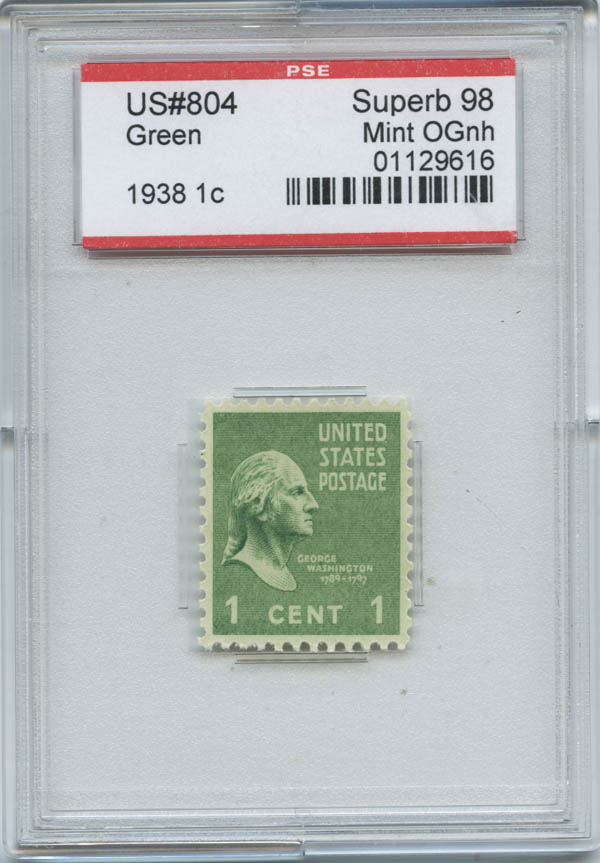 PSE
US#804 Superb 98
Green Mint OGnh
01129616
1938 1c
UNITED
STATES
POSTAGE
GEORGE
WASHINGTON
1789-1797
1 CENT 1